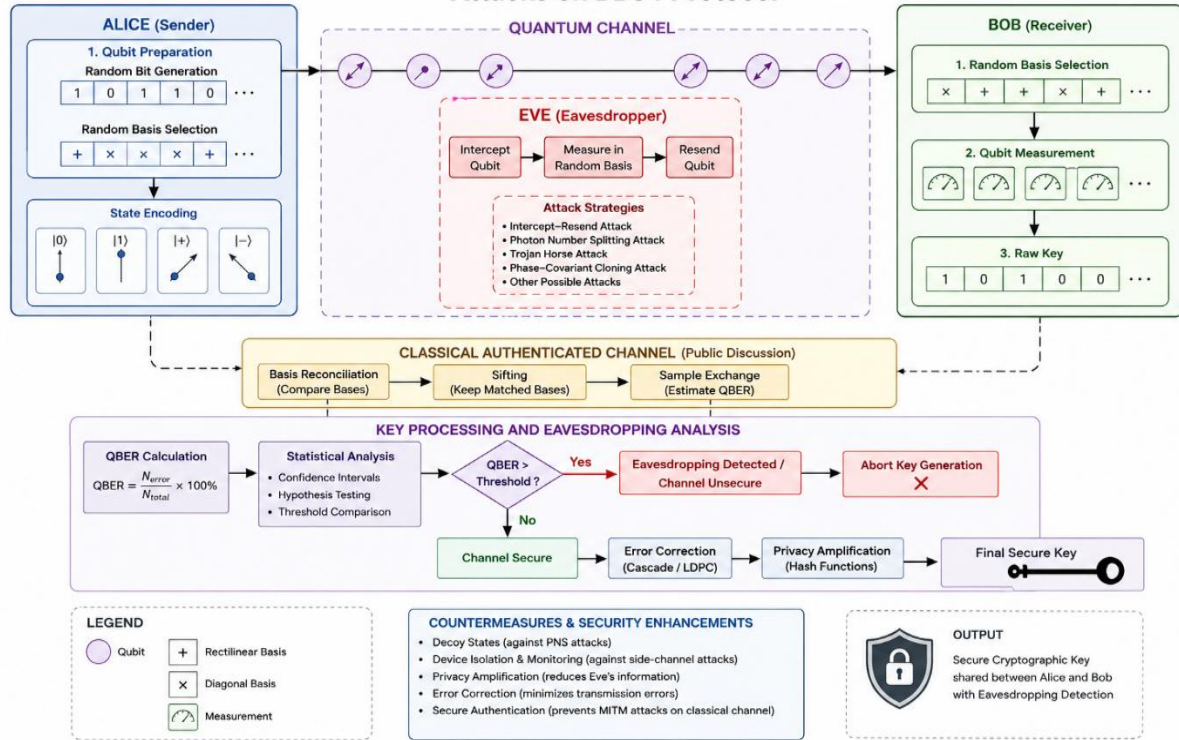 ALICE (Sender)
1. Qubit Preparation
Random Bit Generation
1 0 1 1 0 ...
Random Basis Selection
+ × × × + ...
State Encoding
|0⟩ |1⟩ |+⟩ |−⟩
QUANTUM CHANNEL
EVE (Eavesdropper)
Intercept
Qubit
Measure in
Random Basis
Resend
Qubit
Attack Strategies
• Intercept–Resend Attack
• Photon Number Splitting Attack
• Trojan Horse Attack
• Phase–Covariant Cloning Attack
• Other Possible Attacks
BOB (Receiver)
1. Random Basis Selection
× + + × + ...
2. Qubit Measurement
...
3. Raw Key
1 0 1 0 0 ...
CLASSICAL AUTHENTICATED CHANNEL (Public Discussion)
Basis Reconciliation
(Compare Bases)
Sifting
(Keep Matched Bases)
Sample Exchange
(Estimate QBER)
KEY PROCESSING AND EAVESDROPPING ANALYSIS
QBER Calculation
QBER = N_error / N_total × 100%
Statistical Analysis
• Confidence Intervals
• Hypothesis Testing
• Threshold Comparison
QBER >
Threshold ?
Yes
Eavesdropping Detected /
Channel Unsecure
Abort Key Generation
No
Channel Secure
Error Correction
(Cascade / LDPC)
Privacy Amplification
(Hash Functions)
Final Secure Key
LEGEND
Qubit
+ Rectilinear Basis
× Diagonal Basis
Measurement
COUNTERMEASURES & SECURITY ENHANCEMENTS
• Decoy States (against PNS attacks)
• Device Isolation & Monitoring (against side-channel attacks)
• Privacy Amplification (reduces Eve's information)
• Error Correction (minimizes transmission errors)
• Secure Authentication (prevents MITM attacks on classical channel)
OUTPUT
Secure Cryptographic Key
shared between Alice and Bob
with Eavesdropping Detection